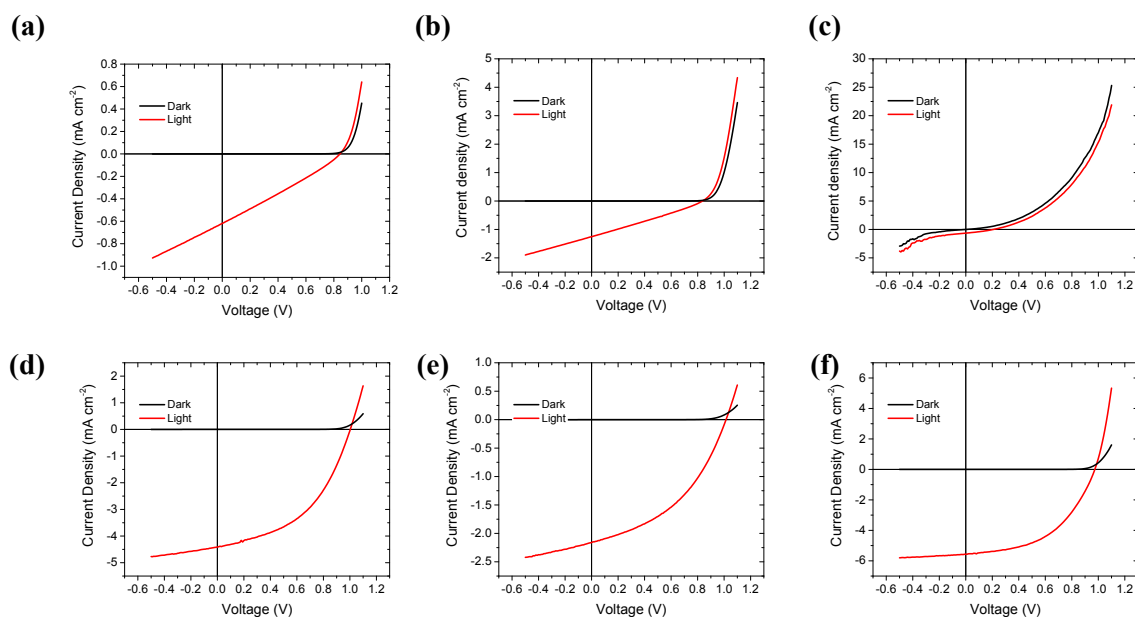 (a)
0.8
0.6
0.4
0.2
0.0
-0.2
-0.4
-0.6
-0.8
-1.0
Current Density (mA cm-2)
Dark
Light
-0.6 -0.4 -0.2 0.0 0.2 0.4 0.6 0.8 1.0 1.2
Voltage (V)
(b)
5
4
3
2
1
0
-1
-2
Current density (mA cm-2)
Dark
Light
-0.6 -0.4 -0.2 0.0 0.2 0.4 0.6 0.8 1.0 1.2
Voltage (V)
(c)
30
25
20
15
10
5
0
-5
Current density (mA cm-2)
Dark
Light
-0.6 -0.4 -0.2 0.0 0.2 0.4 0.6 0.8 1.0 1.2
Voltage (V)
(d)
2
1
0
-1
-2
-3
-4
-5
Current Density (mA cm-2)
Dark
Light
-0.6 -0.4 -0.2 0.0 0.2 0.4 0.6 0.8 1.0 1.2
Voltage (V)
(e)
1.0
0.5
0.0
-0.5
-1.0
-1.5
-2.0
-2.5
Current Density (mA cm-2)
Dark
Light
-0.6 -0.4 -0.2 0.0 0.2 0.4 0.6 0.8 1.0 1.2
Voltage (V)
(f)
6
4
2
0
-2
-4
-6
Current Density (mA cm-2)
Dark
Light
-0.6 -0.4 -0.2 0.0 0.2 0.4 0.6 0.8 1.0 1.2
Voltage (V)